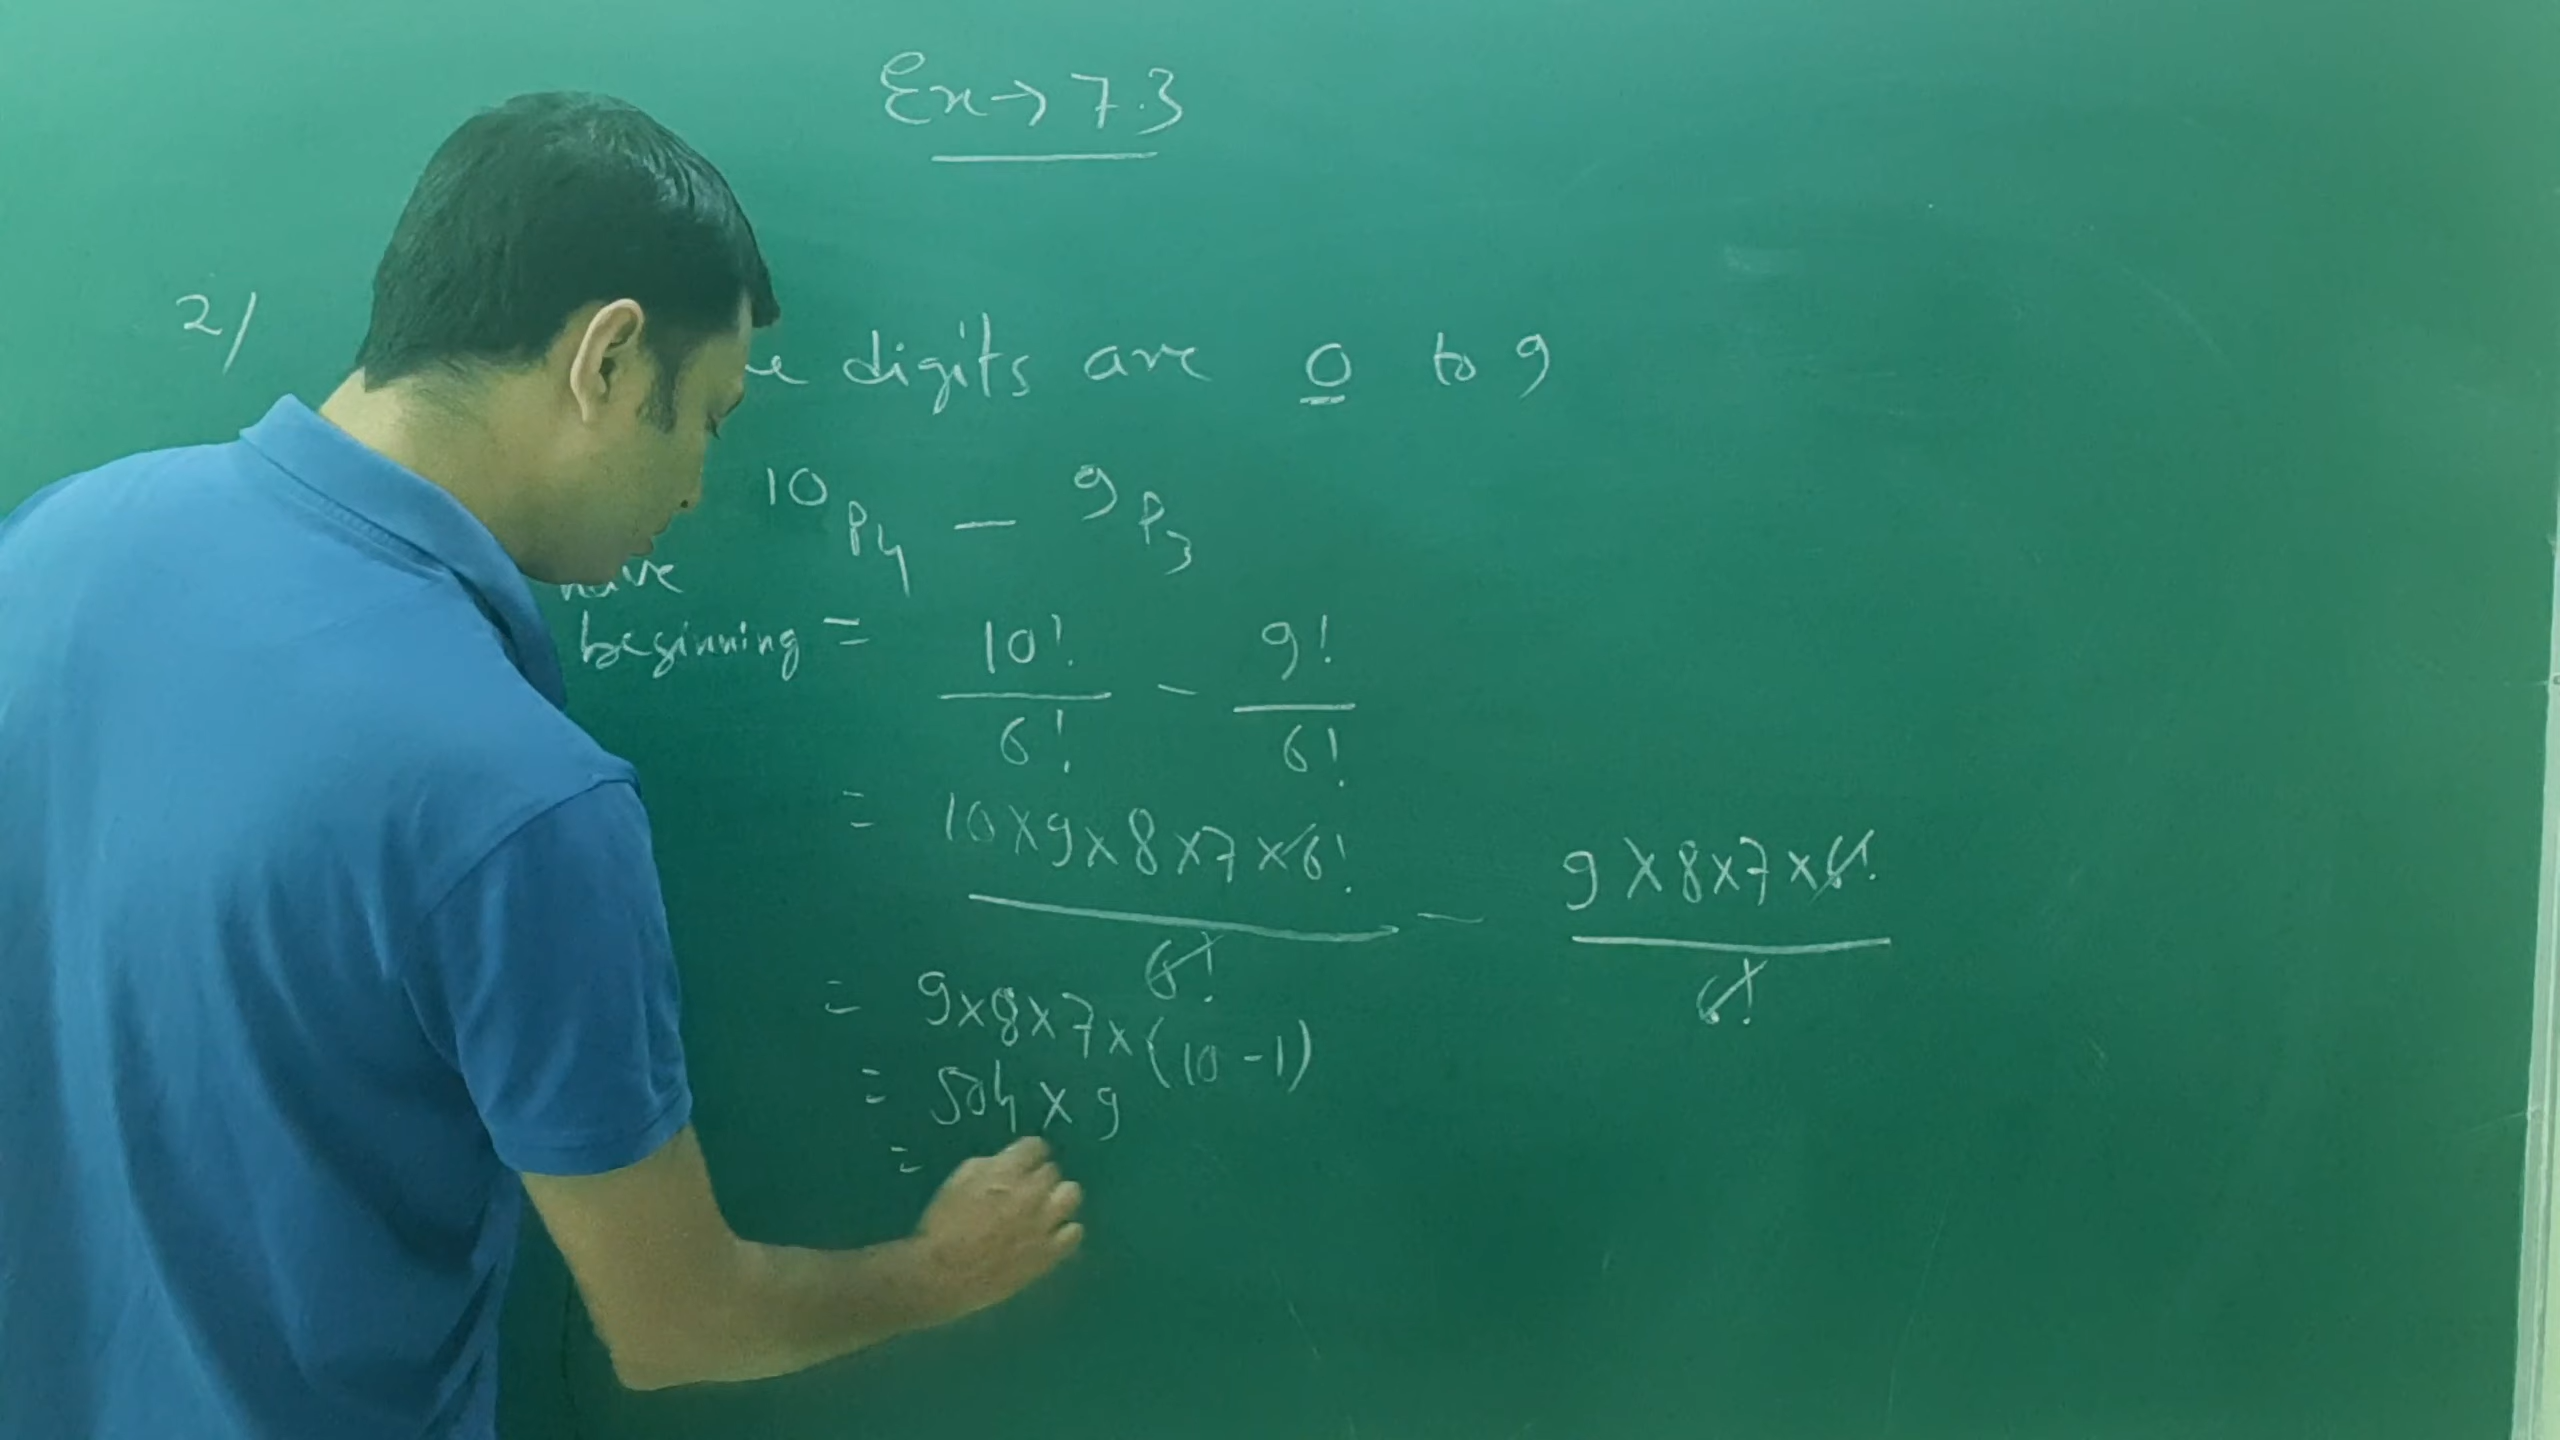 Ex → 7.3
2/
digits are 0 to 9
10P4 - 9P3
have
beginning = 10!/6! - 9!/6!
= 10×9×8×7×6!/6! - 9×8×7×6!/6!
= 9×8×7×(10-1)
= 504×9
=